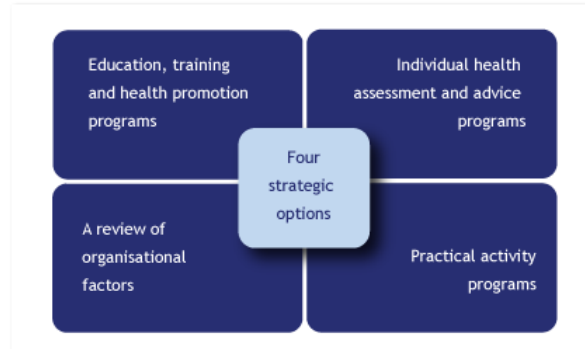 Education, training
and health promotion
programs
Individual health
assessment and advice
programs
Four
strategic
options
A review of
organisational
factors
Practical activity
programs